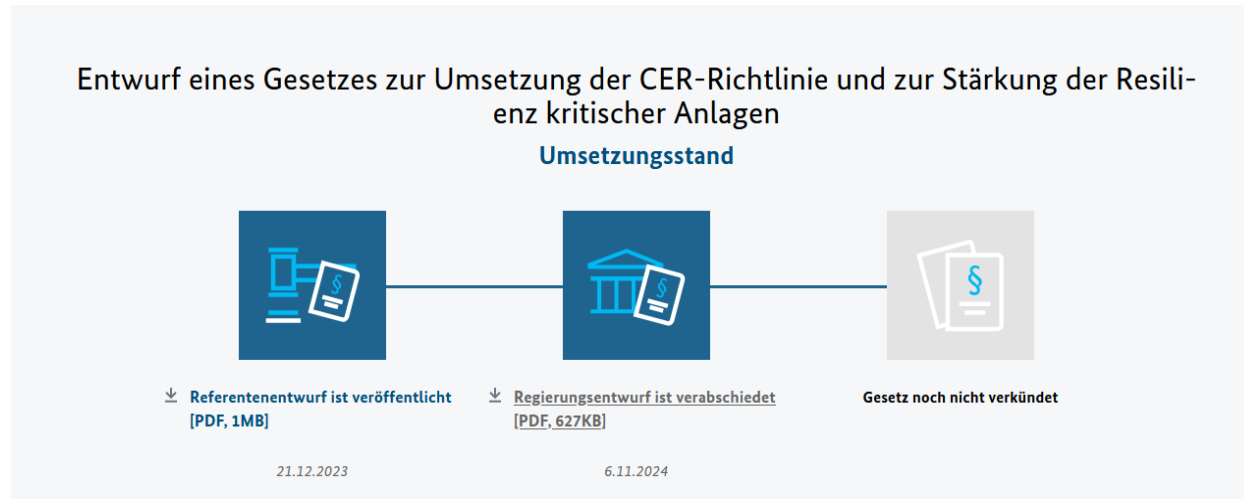 Entwurf eines Gesetzes zur Umsetzung der CER-Richtlinie und zur Stärkung der Resili-
enz kritischer Anlagen
Umsetzungsstand
§
§
§
Referentenentwurf ist veröffentlicht
[PDF, 1MB]
21.12.2023
Regierungsentwurf ist verabschiedet
[PDF, 627KB]
6.11.2024
Gesetz noch nicht verkündet